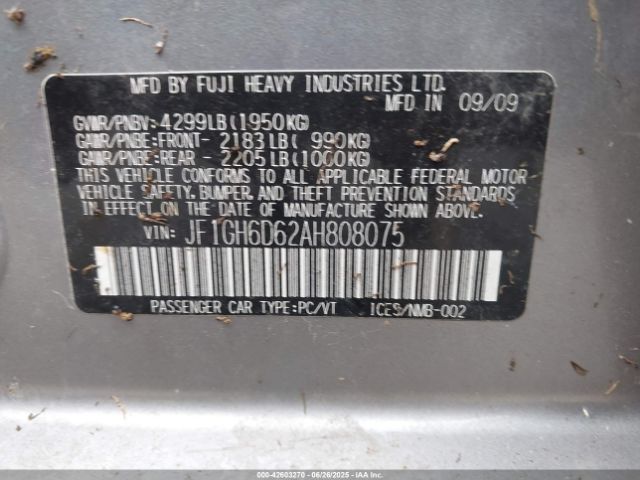 MFD BY FUJI HEAVY INDUSTRIES LTD.
MFD IN 09/09
GVWR/PNBV: 4299LB(1950KG)
GAWR/PNBE:FRONT- 2183LB( 990KG)
GAWR/PNBE:REAR - 2205LB(1000KG)
THIS VEHICLE CONFORMS TO ALL APPLICABLE FEDERAL MOTOR
VEHICLE SAFETY, BUMPER, AND THEFT PREVENTION STANDARDS
IN EFFECT ON THE DATE OF MANUFACTURE SHOWN ABOVE.
VIN: JF1GH6D62AH808075
PASSENGER CAR TYPE:PC/VT ICES/NMB-002
000-42603270 (06/26/2025 - IAA Holdings, LLC.)